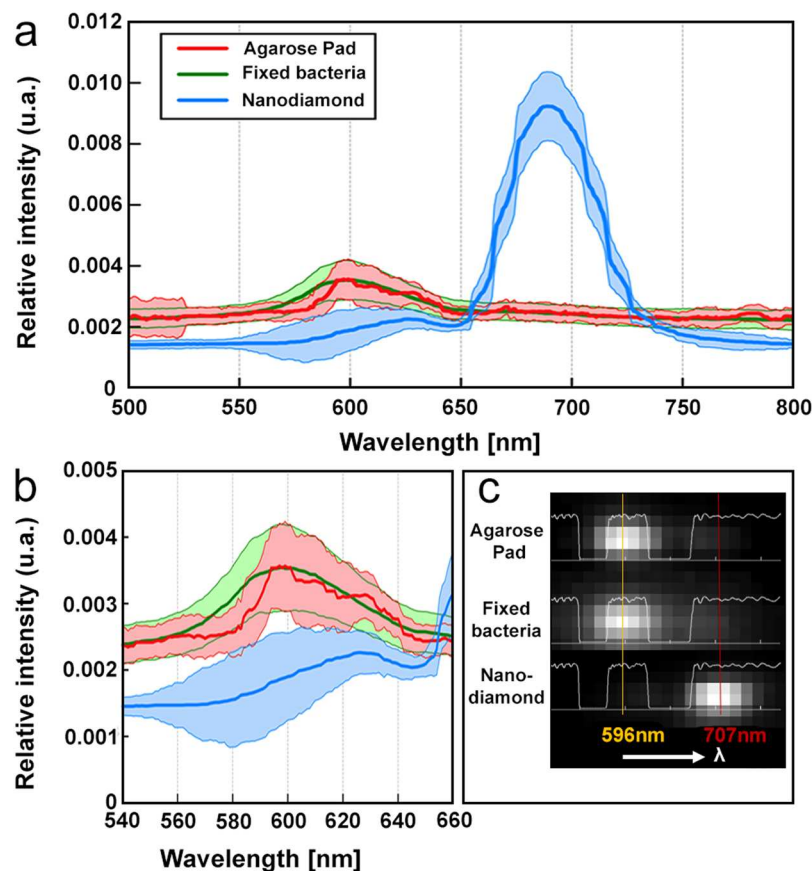 a
0.012
0.010
0.008
0.006
0.004
0.002
0
Relative intensity (u.a.)
Agarose Pad
Fixed bacteria
Nanodiamond
500 550 600 650 700 750 800
Wavelength [nm]
b
0.005
0.004
0.003
0.002
0.001
0
Relative intensity (u.a.)
540 560 580 600 620 640 660
Wavelength [nm]
c
Agarose
Pad
Fixed
bacteria
Nano-
diamond
596nm 707nm
λ